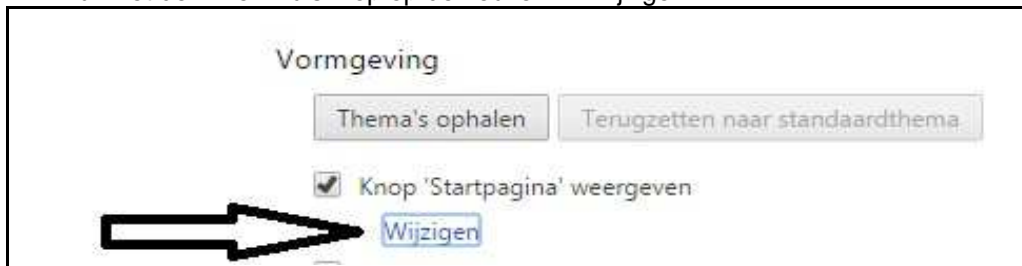 Vormgeving
Thema's ophalen
Terugzetten naar standaardthema
Knop 'Startpagina' weergeven
Wijzigen